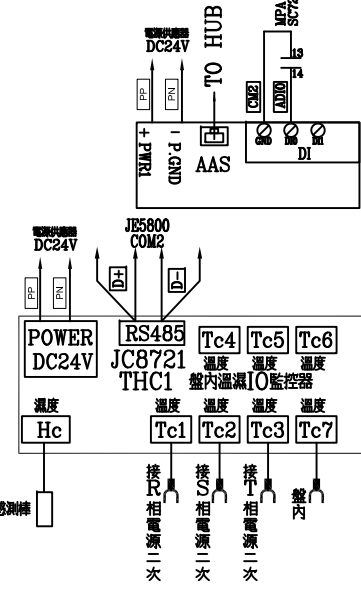 MPA
SC72
電源供應器
DC24V
TO HUB
13
14
PP
PN
CM2
ADIO
+ PWR1
- P.GND
AAS
GND
DI0
DI1
DI
電源供應器
DC24V
JE5800
COM2
PP
PN
D+
D-
POWER
DC24V
RS485
Tc4
Tc5
Tc6
溫度
溫度
溫度
JC8721
THC1
盤內溫濕IO監控器
濕度
溫度
溫度
溫度
溫度
Hc
Tc1
Tc2
Tc3
Tc7
感測棒
接R相電源二次
接S相電源二次
接T相電源二次
盤內